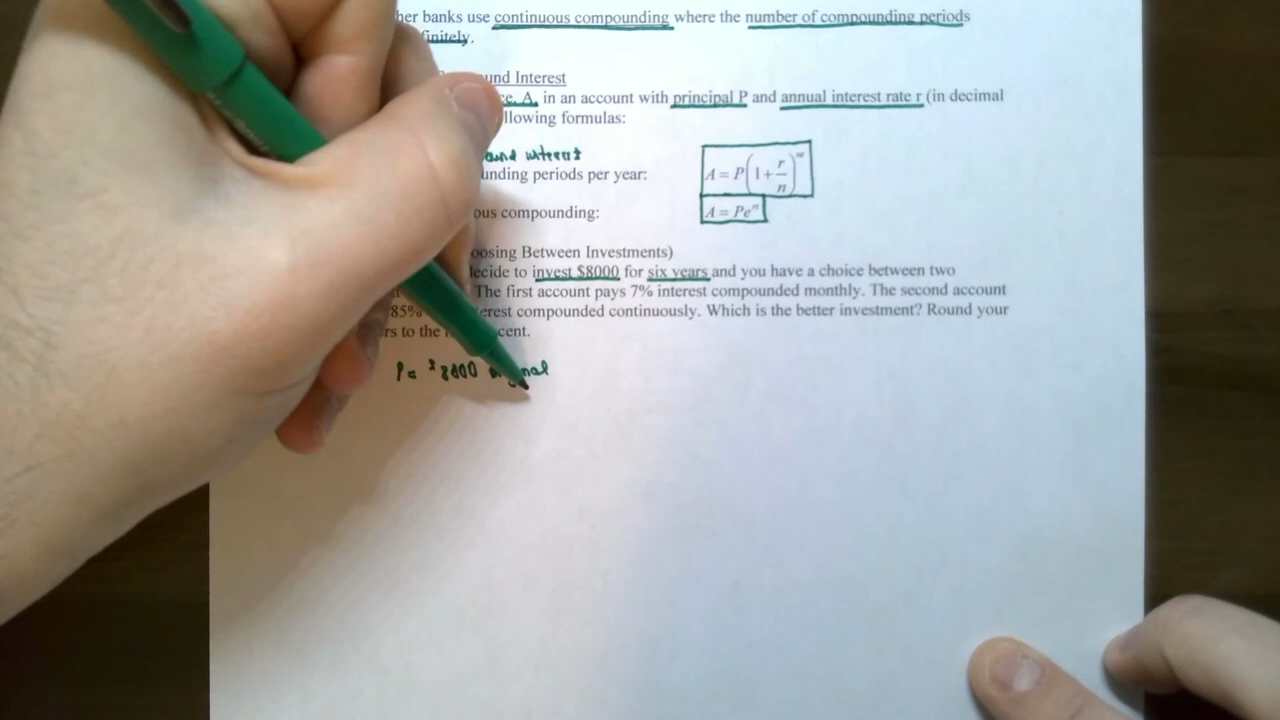 her banks use continuous compounding where the number of compounding periods
finitely.
und Interest
ce, A, in an account with principal P and annual interest rate r (in decimal
llowing formulas:
interest
unding periods per year: A = P(1 + r/n)^nt
ous compounding: A = Pe^rt
oosing Between Investments)
ecide to invest $8000 for six years and you have a choice between two
The first account pays 7% interest compounded monthly. The second account
85% erest compounded continuously. Which is the better investment? Round your
rs to the cent.
P = $8000